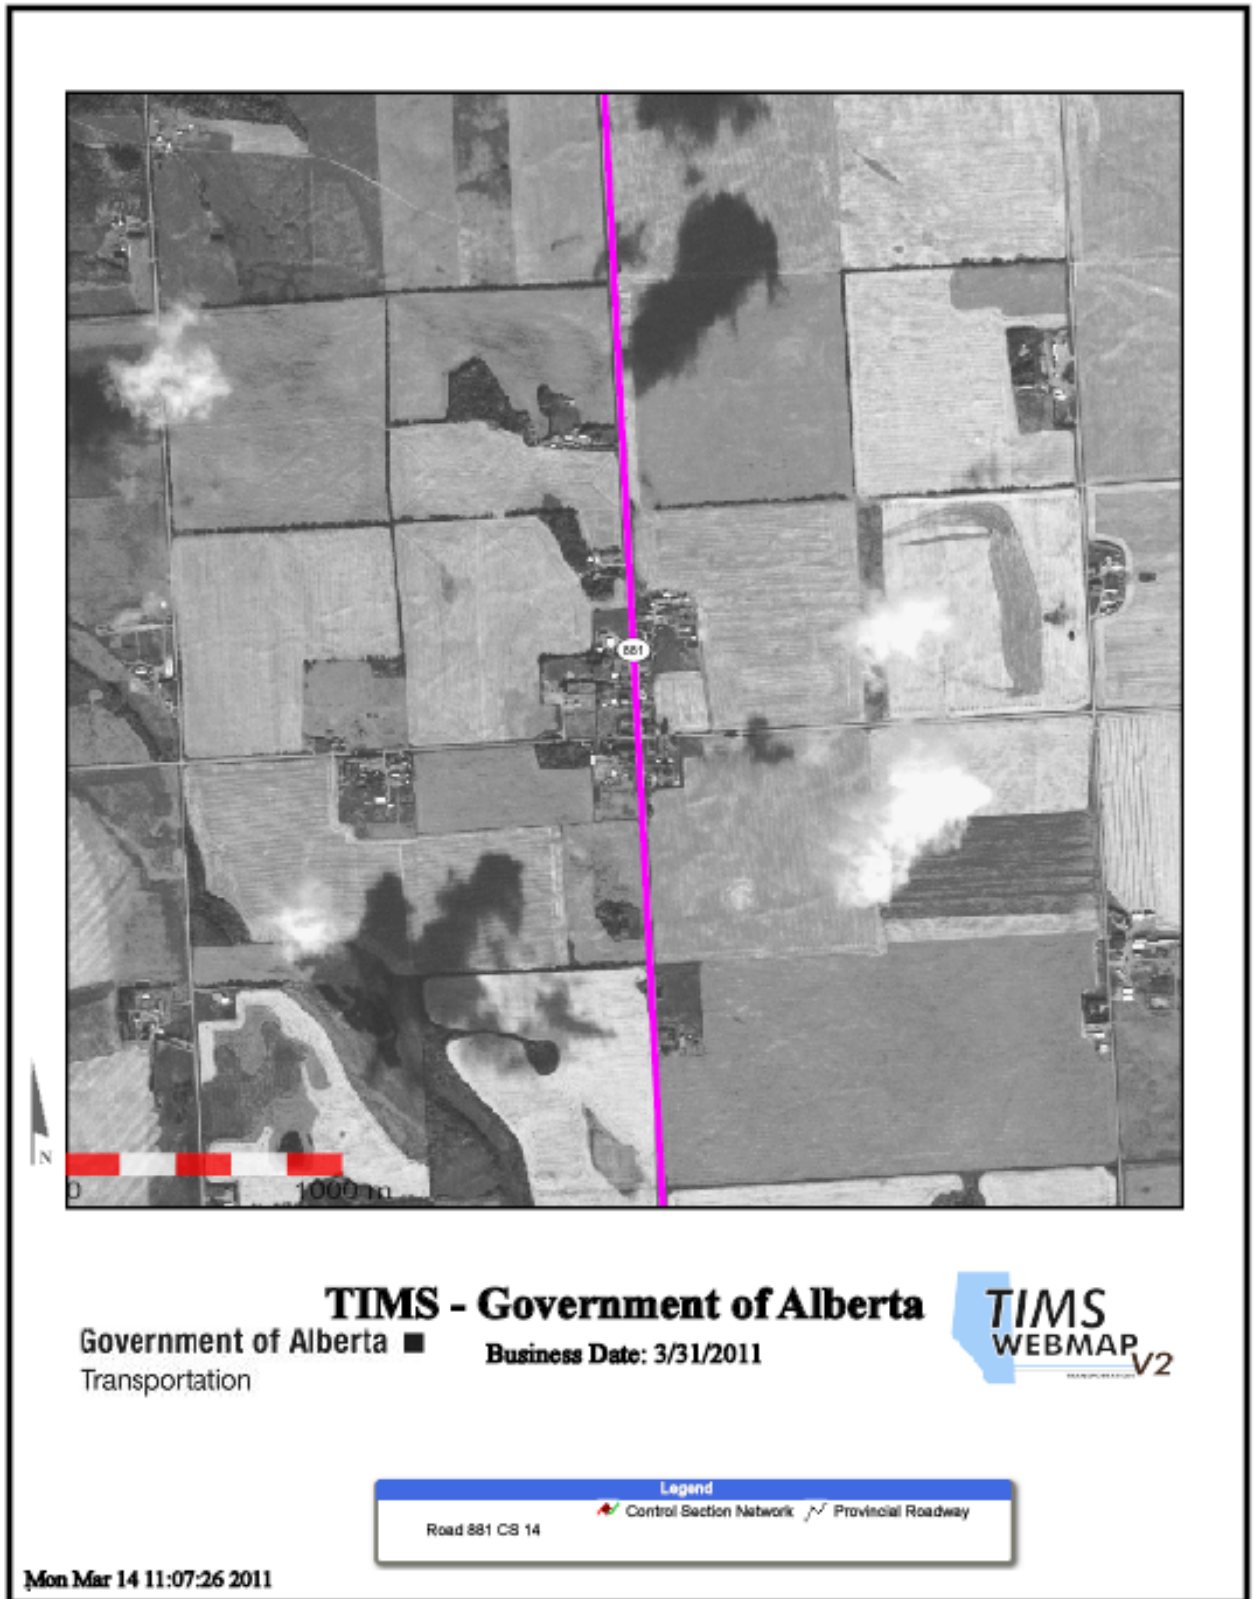 881
N
0 1000 m
TIMS - Government of Alberta
Government of Alberta
Transportation
Business Date: 3/31/2011
TIMS
WEBMAP
V2
Legend
Control Section Network Provincial Roadway
Road 881 CS 14
Mon Mar 14 11:07:26 2011